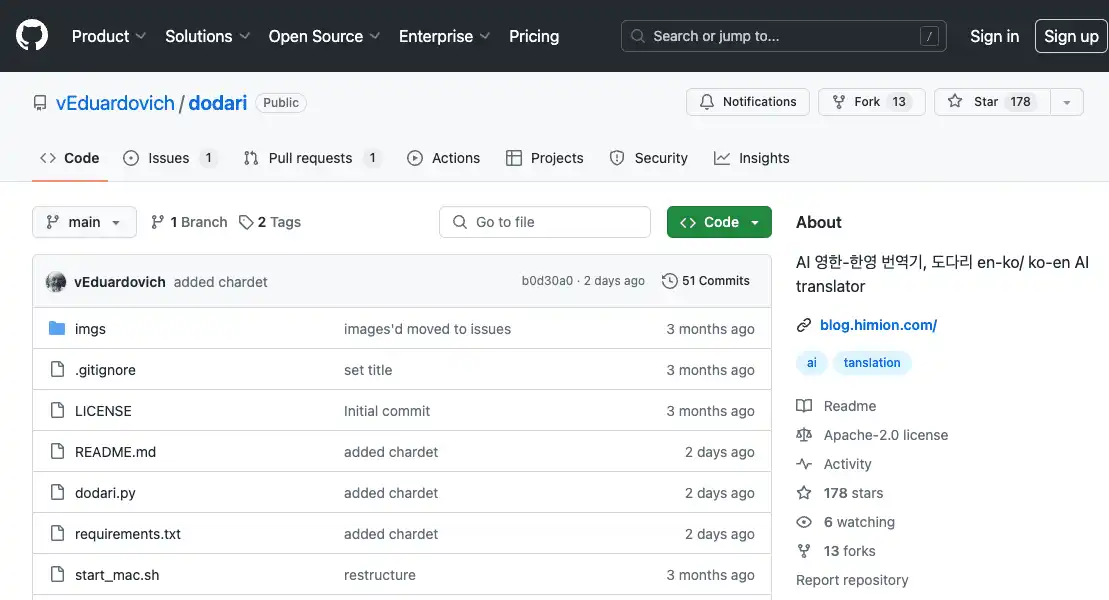 Product Solutions Open Source Enterprise Pricing Search or jump to... / Sign in Sign up
vEduardovich / dodari Public Notifications Fork 13 Star 178
Code Issues 1 Pull requests 1 Actions Projects Security Insights
main 1 Branch 2 Tags Go to file Code
vEduardovich added chardet b0d30a0 · 2 days ago 51 Commits
imgs images'd moved to issues 3 months ago
.gitignore set title 3 months ago
LICENSE Initial commit 3 months ago
README.md added chardet 2 days ago
dodari.py added chardet 2 days ago
requirements.txt added chardet 2 days ago
start_mac.sh restructure 3 months ago
About
AI 영한-한영 번역기, 도다리 en-ko/ ko-en AI
translator
blog.himion.com/
ai tanslation
Readme
Apache-2.0 license
Activity
178 stars
6 watching
13 forks
Report repository